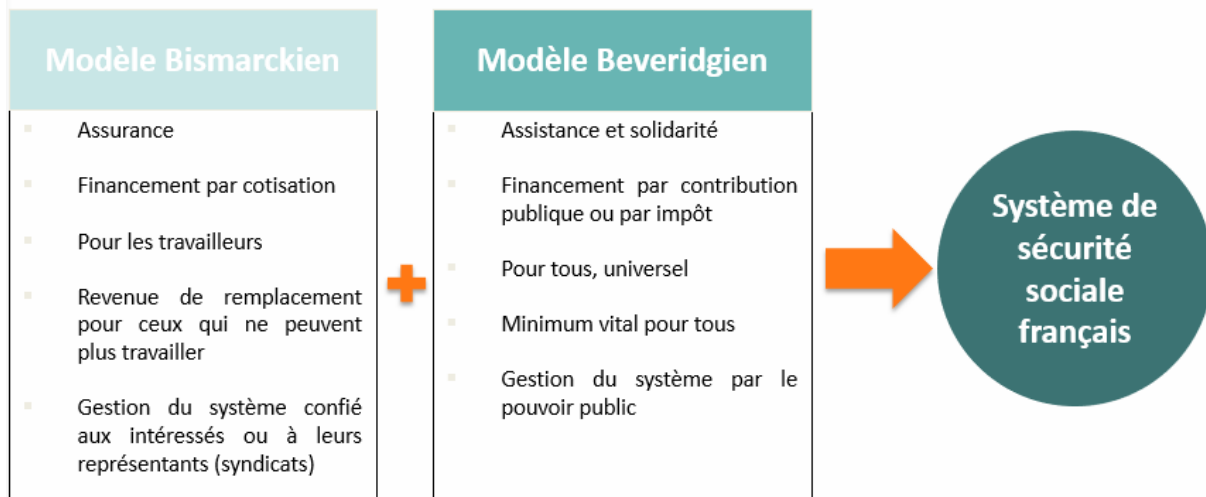 Modèle Bismarckien
Assurance
Financement par cotisation
Pour les travailleurs
Revenue de remplacement
pour ceux qui ne peuvent
plus travailler
Gestion du système confié
aux intéressés ou à leurs
représentants (syndicats)
Modèle Beveridgien
Assistance et solidarité
Financement par contribution
publique ou par impôt
Pour tous, universel
Minimum vital pour tous
Gestion du système par le
pouvoir public
Système de
sécurité
sociale
français